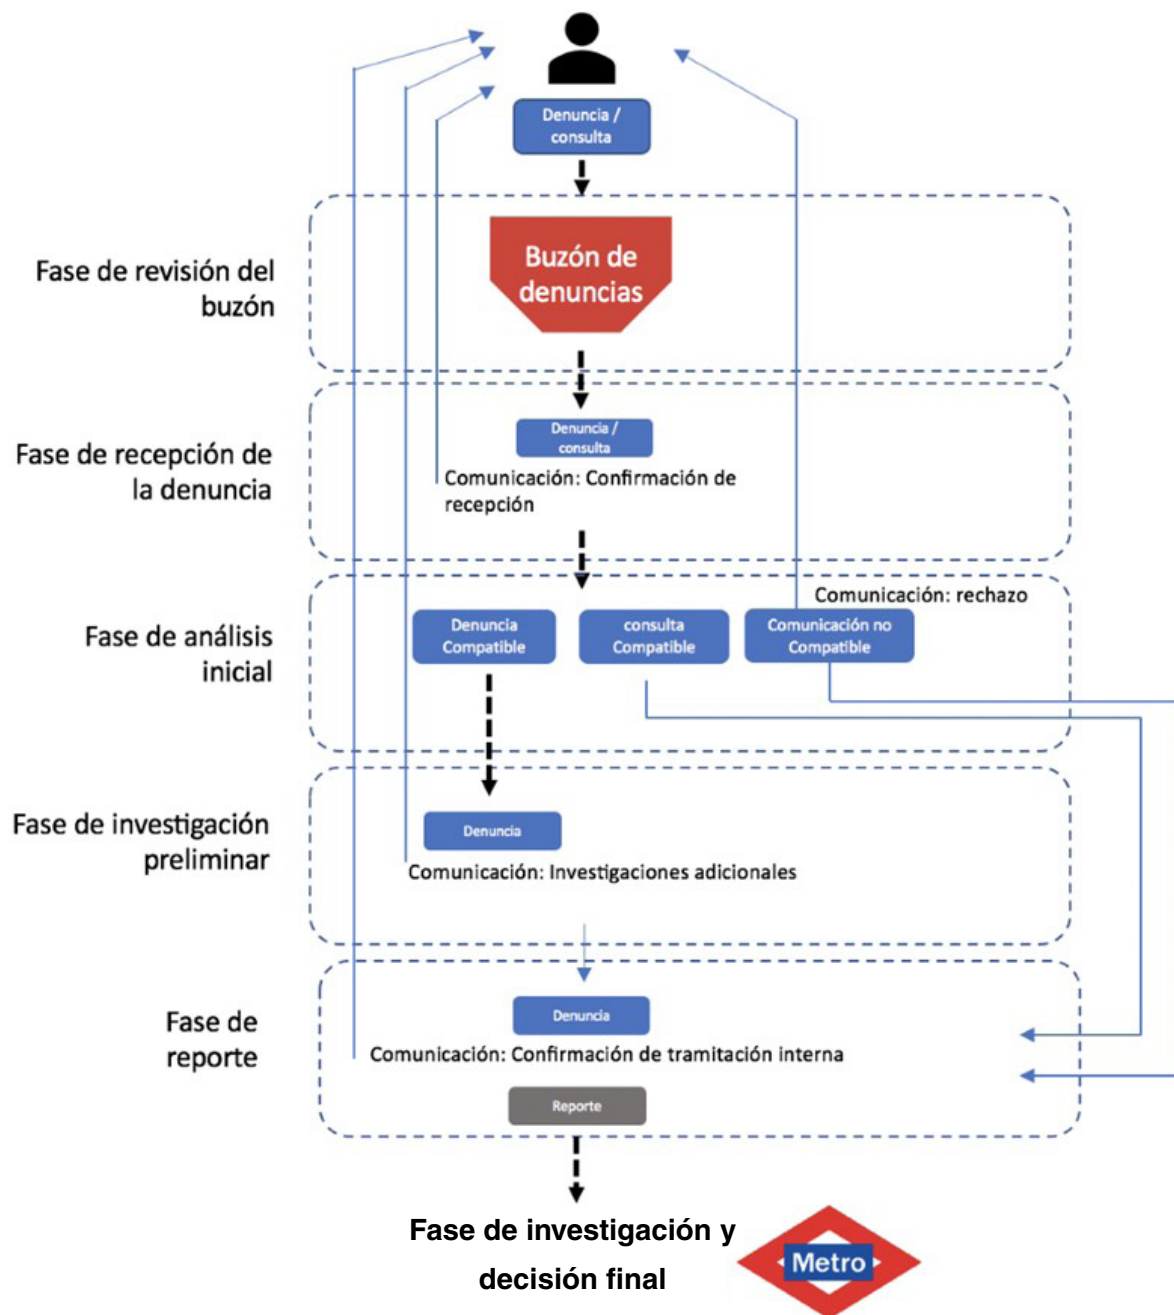 Denuncia /
consulta
Fase de revisión del
buzón
Buzón de
denuncias
Fase de recepción de
la denuncia
Denuncia /
consulta
Comunicación: Confirmación de
recepción
Fase de análisis
inicial
Comunicación: rechazo
Denuncia
Compatible
consulta
Compatible
Comunicación no
Compatible
Fase de investigación
preliminar
Denuncia
Comunicación: Investigaciones adicionales
Fase de
reporte
Denuncia
Comunicación: Confirmación de tramitación interna
Reporte
Fase de investigación y
decisión final
Metro